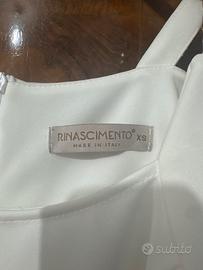 RINASCIMENTO®
XS
MADE IN ITALY
subito